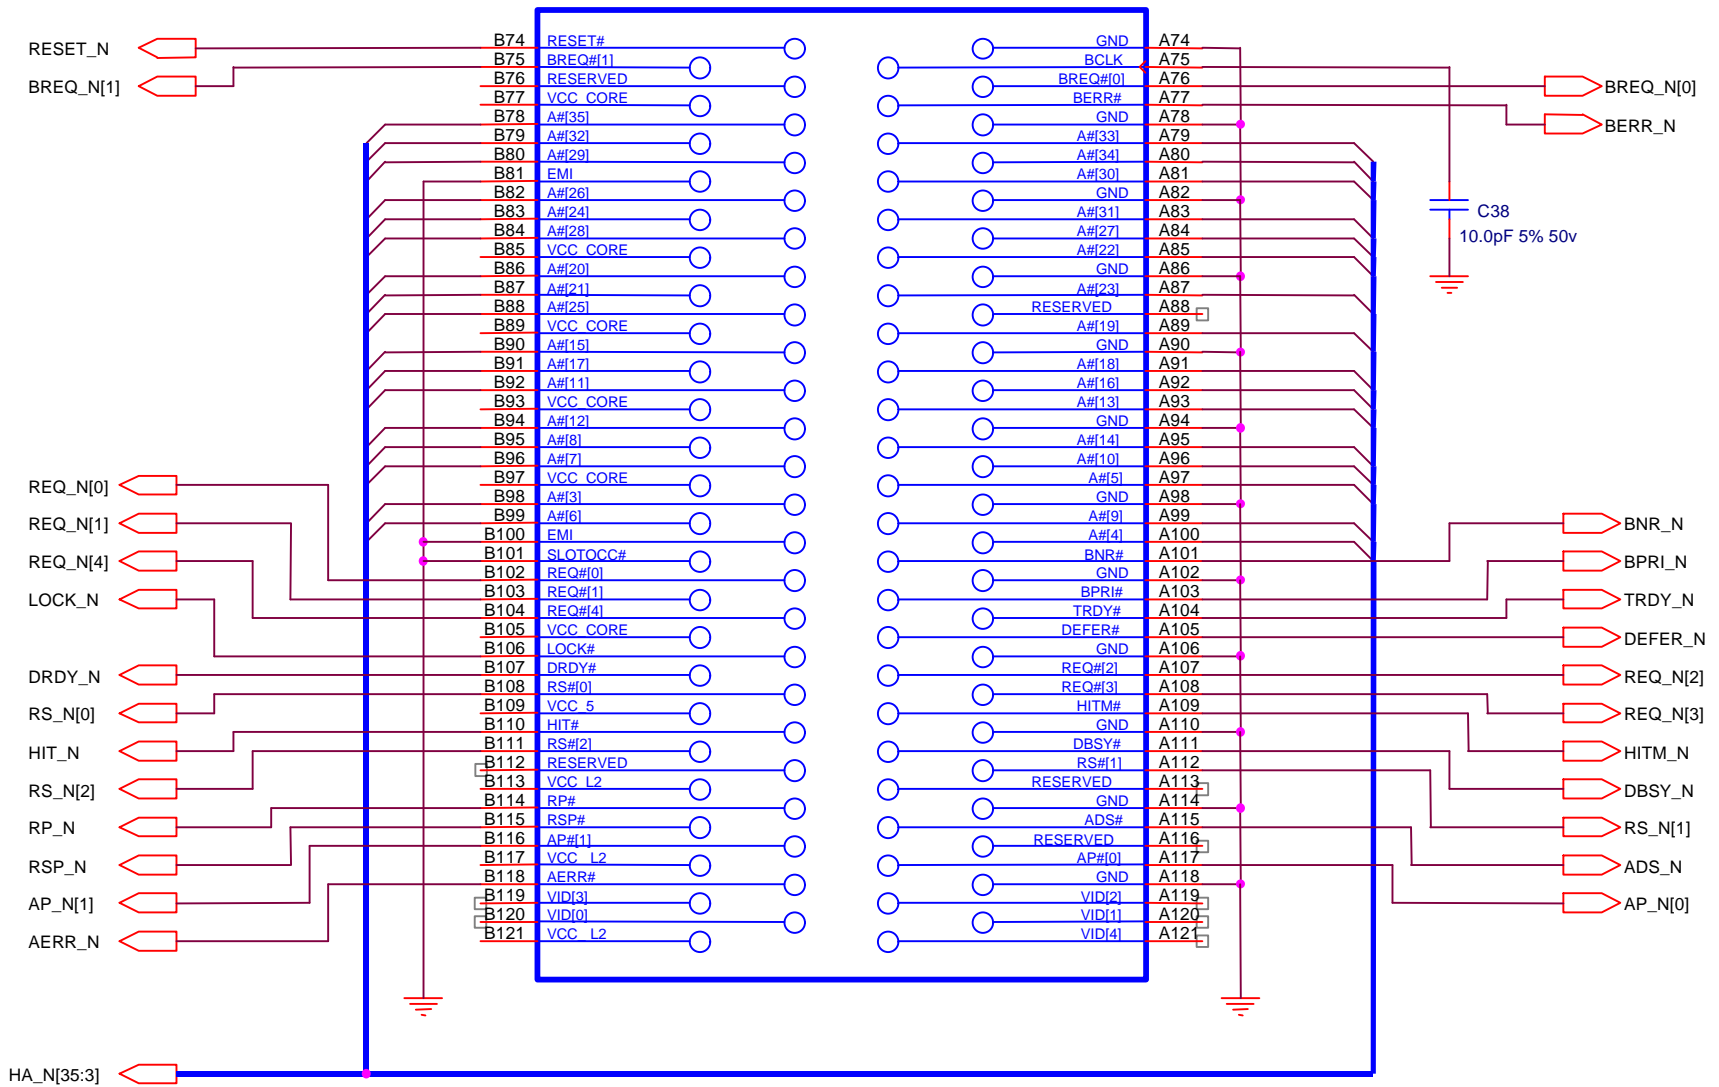 RESET_N B74 RESET# GND A74
B75 BREQ#[1] BCLK A75
BREQ_N[1] B76 RESERVED BREQ#[0] A76 BREQ_N[0]
B77 VCC_CORE BERR# A77
B78 A#[35] GND A78 BERR_N
B79 A#[32] A#[33] A79
B80 A#[29] A#[34] A80
B81 EMI A#[30] A81
B82 A#[26] GND A82
B83 A#[24] A#[31] A83 C38
B84 A#[28] A#[27] A84 10.0pF 5% 50v
B85 VCC_CORE A#[22] A85
B86 A#[20] GND A86
B87 A#[21] A#[23] A87
B88 A#[25] RESERVED A88
B89 VCC_CORE A#[19] A89
B90 A#[15] GND A90
B91 A#[17] A#[18] A91
B92 A#[11] A#[16] A92
B93 VCC_CORE A#[13] A93
B94 A#[12] GND A94
B95 A#[8] A#[14] A95
B96 A#[7] A#[10] A96
REQ_N[0] B97 VCC_CORE A#[5] A97
B98 A#[3] GND A98
REQ_N[1] B99 A#[6] A#[9] A99 BNR_N
B100 EMI A#[4] A100
REQ_N[4] B101 SLOTOCC# BNR# A101 BPRI_N
B102 REQ#[0] GND A102
LOCK_N B103 REQ#[1] BPRI# A103 TRDY_N
B104 REQ#[4] TRDY# A104
B105 VCC_CORE DEFER# A105 DEFER_N
B106 LOCK# GND A106
DRDY_N B107 DRDY# REQ#[2] A107 REQ_N[2]
B108 RS#[0] REQ#[3] A108
RS_N[0] B109 VCC_5 HITM# A109 REQ_N[3]
B110 HIT# GND A110
HIT_N B111 RS#[2] DBSY# A111 HITM_N
B112 RESERVED RS#[1] A112
RS_N[2] B113 VCC_L2 RESERVED A113 DBSY_N
B114 RP# GND A114
RP_N B115 RSP# ADS# A115 RS_N[1]
B116 AP#[1] RESERVED A116
RSP_N B117 VCC_L2 AP#[0] A117 ADS_N
B118 AERR# GND A118
AP_N[1] B119 VID[3] VID[2] A119 AP_N[0]
B120 VID[0] VID[1] A120
AERR_N B121 VCC_L2 VID[4] A121
HA_N[35:3]